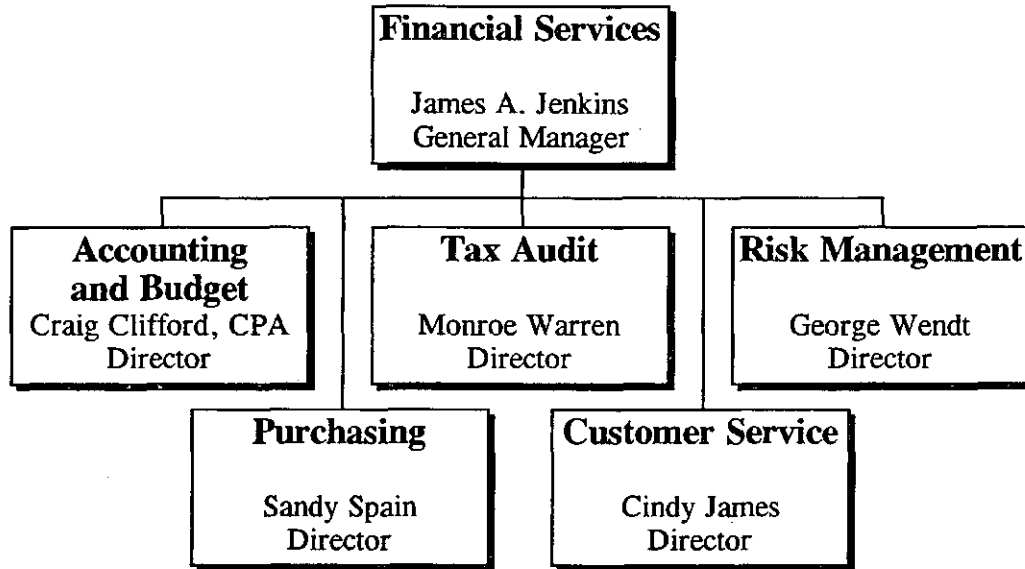 Financial Services
James A. Jenkins
General Manager
Accounting
and Budget
Craig Clifford, CPA
Director
Tax Audit
Monroe Warren
Director
Risk Management
George Wendt
Director
Purchasing
Sandy Spain
Director
Customer Service
Cindy James
Director